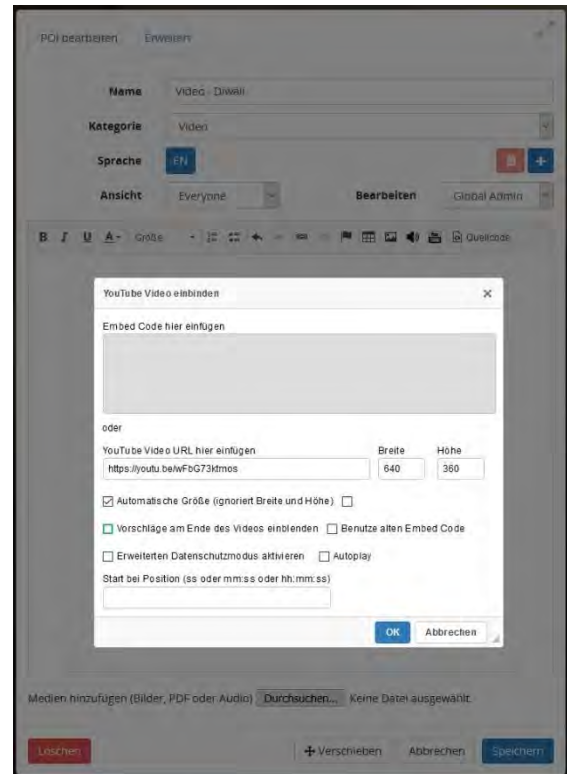 POI bearbeiten Erweitert
Name Video - Diwali
Kategorie Video
Sprache EN
Ansicht Everyone Bearbeiten Global Admin
B I U A Größe Quellcode
YouTube Video einbinden
Embed Code hier einfügen
oder
YouTube Video URL hier einfügen Breite Höhe
https://youtu.be/wFbG73ktmos 640 360
Automatische Größe (ignoriert Breite und Höhe)
Vorschläge am Ende des Videos einblenden Benutze alten Embed Code
Erweiterten Datenschutzmodus aktivieren Autoplay
Start bei Position (ss oder mm:ss oder hh:mm:ss)
OK Abbrechen
Medien hinzufügen (Bilder, PDF oder Audio) Durchsuchen... Keine Datei ausgewählt.
Löschen Verschieben Abbrechen Speichern